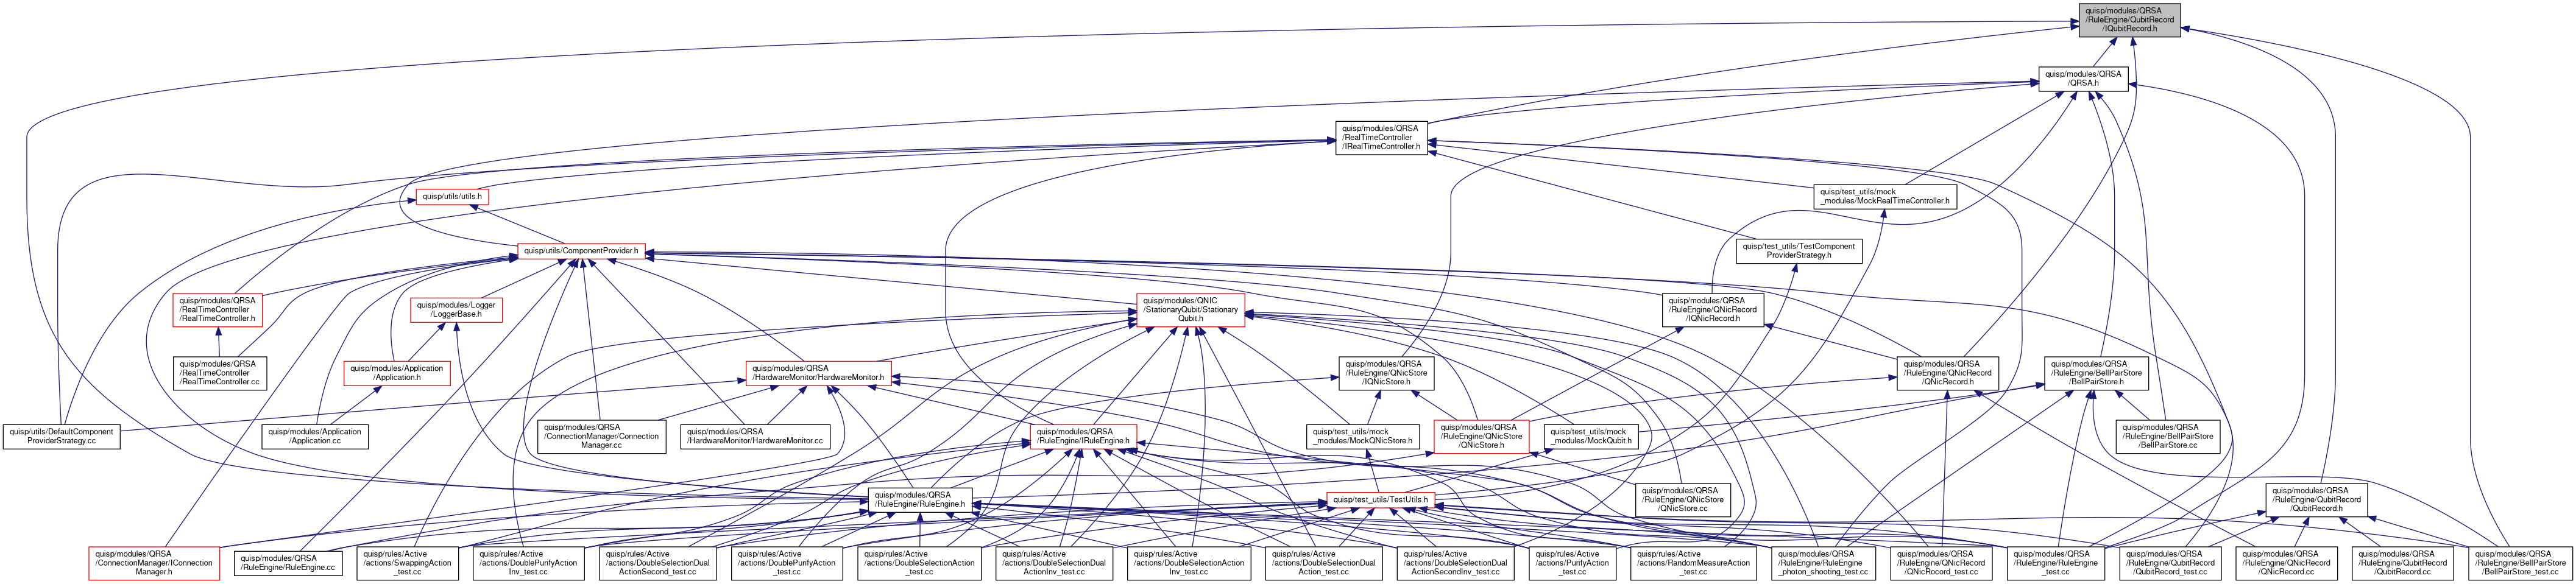 quisp/modules/QRSA
/RuleEngine/QubitRecord
/IQubitRecord.h
quisp/modules/QRSA
/QRSA.h
quisp/modules/QRSA
/RealTimeController
/IRealTimeController.h
quisp/utils/utils.h
quisp/test_utils/mock
_modules/MockRealTimeController.h
quisp/utils/ComponentProvider.h
quisp/test_utils/TestComponent
ProviderStrategy.h
quisp/modules/QRSA
/RealTimeController
/RealTimeController.h
quisp/modules/Logger
/LoggerBase.h
quisp/modules/QNIC
/StationaryQubit/Stationary
Qubit.h
quisp/modules/QRSA
/RuleEngine/QNicRecord
/IQNicRecord.h
quisp/modules/QRSA
/RealTimeController
/RealTimeController.cc
quisp/modules/Application
/Application.h
quisp/modules/QRSA
/HardwareMonitor/HardwareMonitor.h
quisp/modules/QRSA
/RuleEngine/QNicStore
/IQNicStore.h
quisp/modules/QRSA
/RuleEngine/QNicRecord
/QNicRecord.h
quisp/modules/QRSA
/RuleEngine/BellPairStore
/BellPairStore.h
quisp/utils/DefaultComponent
ProviderStrategy.cc
quisp/modules/Application
/Application.cc
quisp/modules/QRSA
/ConnectionManager/Connection
Manager.cc
quisp/modules/QRSA
/HardwareMonitor/HardwareMonitor.cc
quisp/modules/QRSA
/RuleEngine/IRuleEngine.h
quisp/test_utils/mock
_modules/MockQNicStore.h
quisp/modules/QRSA
/RuleEngine/QNicStore
/QNicStore.h
quisp/test_utils/mock
_modules/MockQubit.h
quisp/modules/QRSA
/RuleEngine/BellPairStore
/BellPairStore.cc
quisp/modules/QRSA
/RuleEngine/RuleEngine.h
quisp/test_utils/TestUtils.h
quisp/modules/QRSA
/RuleEngine/QNicStore
/QNicStore.cc
quisp/modules/QRSA
/RuleEngine/QubitRecord
/QubitRecord.h
quisp/modules/QRSA
/ConnectionManager/IConnection
Manager.h
quisp/modules/QRSA
/RuleEngine/RuleEngine.cc
quisp/rules/Active
/actions/SwappingAction
_test.cc
quisp/rules/Active
/actions/DoublePurifyAction
Inv_test.cc
quisp/rules/Active
/actions/DoubleSelectionDual
ActionSecond_test.cc
quisp/rules/Active
/actions/DoublePurifyAction
_test.cc
quisp/rules/Active
/actions/DoubleSelectionAction
_test.cc
quisp/rules/Active
/actions/DoubleSelectionDual
ActionInv_test.cc
quisp/rules/Active
/actions/DoubleSelectionAction
Inv_test.cc
quisp/rules/Active
/actions/DoubleSelectionDual
Action_test.cc
quisp/rules/Active
/actions/DoubleSelectionDual
ActionSecondInv_test.cc
quisp/rules/Active
/actions/PurifyAction
_test.cc
quisp/rules/Active
/actions/RandomMeasureAction
_test.cc
quisp/modules/QRSA
/RuleEngine/RuleEngine
_photon_shooting_test.cc
quisp/modules/QRSA
/RuleEngine/QNicRecord
/QNicRocord_test.cc
quisp/modules/QRSA
/RuleEngine/RuleEngine
_test.cc
quisp/modules/QRSA
/RuleEngine/QubitRecord
/QubitRecord_test.cc
quisp/modules/QRSA
/RuleEngine/QNicRecord
/QNicRecord.cc
quisp/modules/QRSA
/RuleEngine/QubitRecord
/QubitRecord.cc
quisp/modules/QRSA
/RuleEngine/BellPairStore
/BellPairStore_test.cc